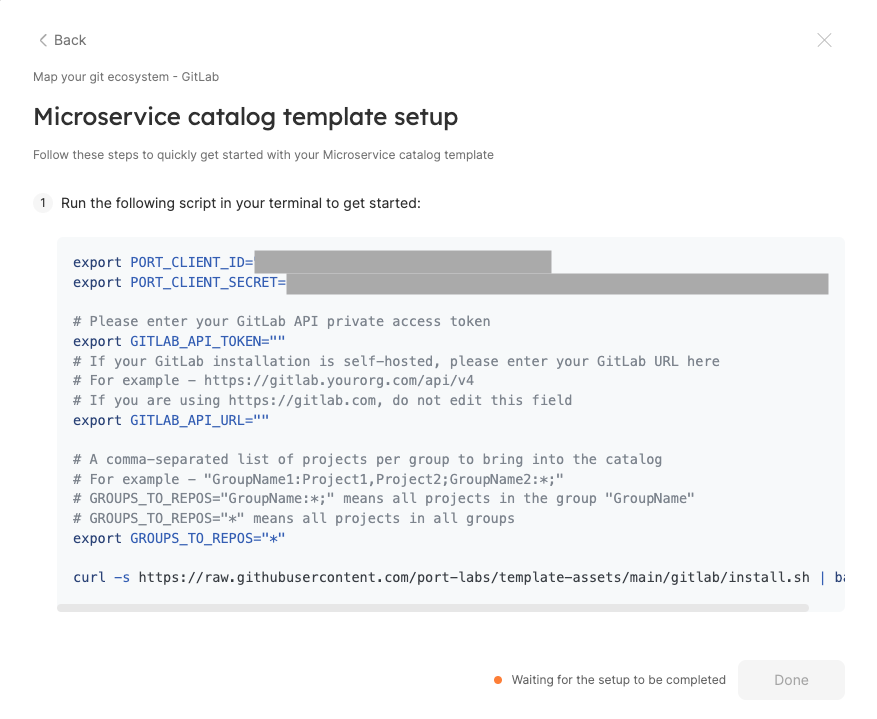 Back
Map your git ecosystem - GitLab
Microservice catalog template setup
Follow these steps to quickly get started with your Microservice catalog template
1 Run the following script in your terminal to get started:
export PORT_CLIENT_ID=
export PORT_CLIENT_SECRET=
# Please enter your GitLab API private access token
export GITLAB_API_TOKEN=""
# If your GitLab installation is self-hosted, please enter your GitLab URL here
# For example - https://gitlab.yourorg.com/api/v4
# If you are using https://gitlab.com, do not edit this field
export GITLAB_API_URL=""
# A comma-separated list of projects per group to bring into the catalog
# For example - "GroupName1:Project1,Project2;GroupName2:*;"
# GROUPS_TO_REPOS="GroupName:*;" means all projects in the group "GroupName"
# GROUPS_TO_REPOS="*" means all projects in all groups
export GROUPS_TO_REPOS="*"
curl -s https://raw.githubusercontent.com/port-labs/template-assets/main/gitlab/install.sh |
Waiting for the setup to be completed
Done